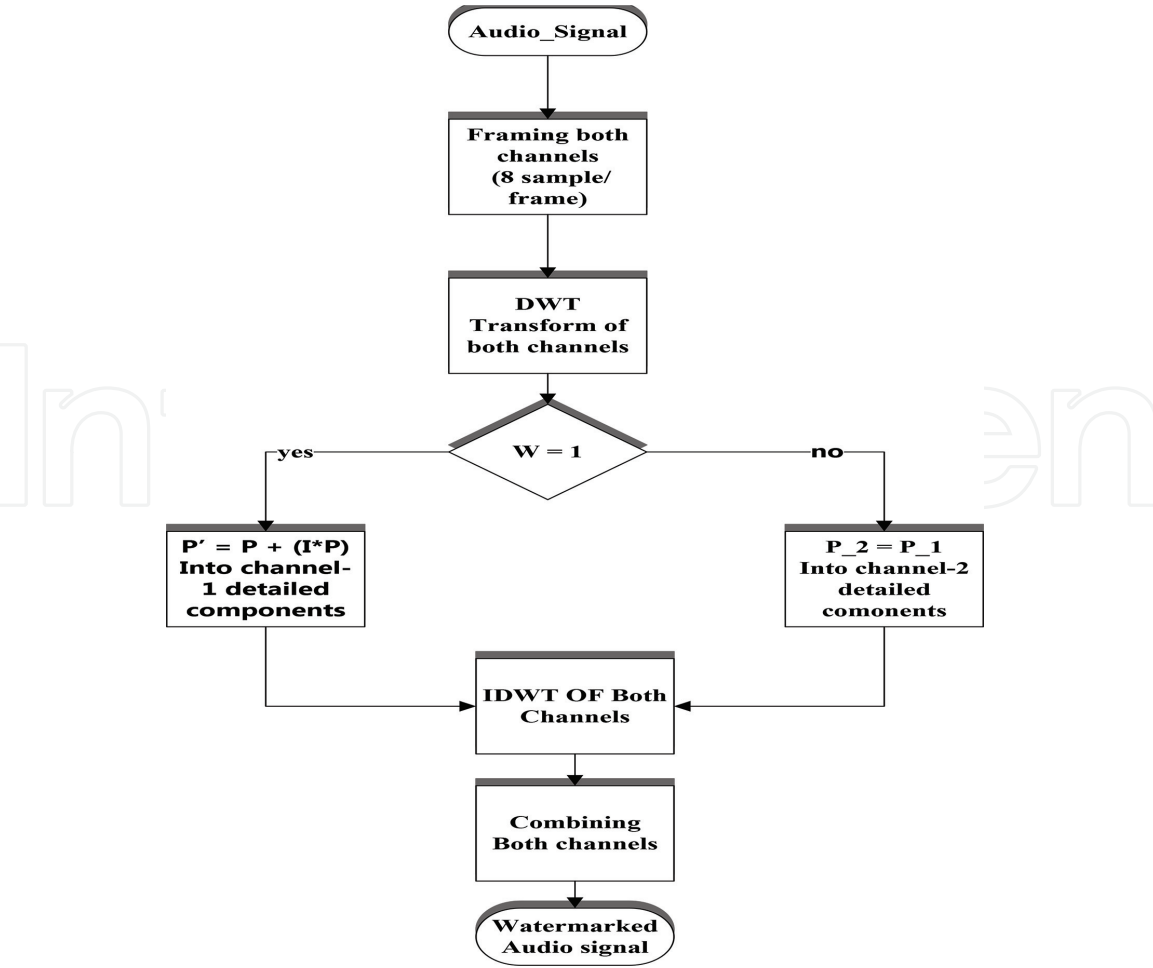 Audio_Signal
Framing both
channels
(8 sample/
frame)
DWT
Transform of
both channels
W = 1
yes
no
P′ = P + (I*P)
Into channel-
1 detailed
components
P_2 = P_1
Into channel-2
detailed
comonents
IDWT OF Both
Channels
Combining
Both channels
Watermarked
Audio signal